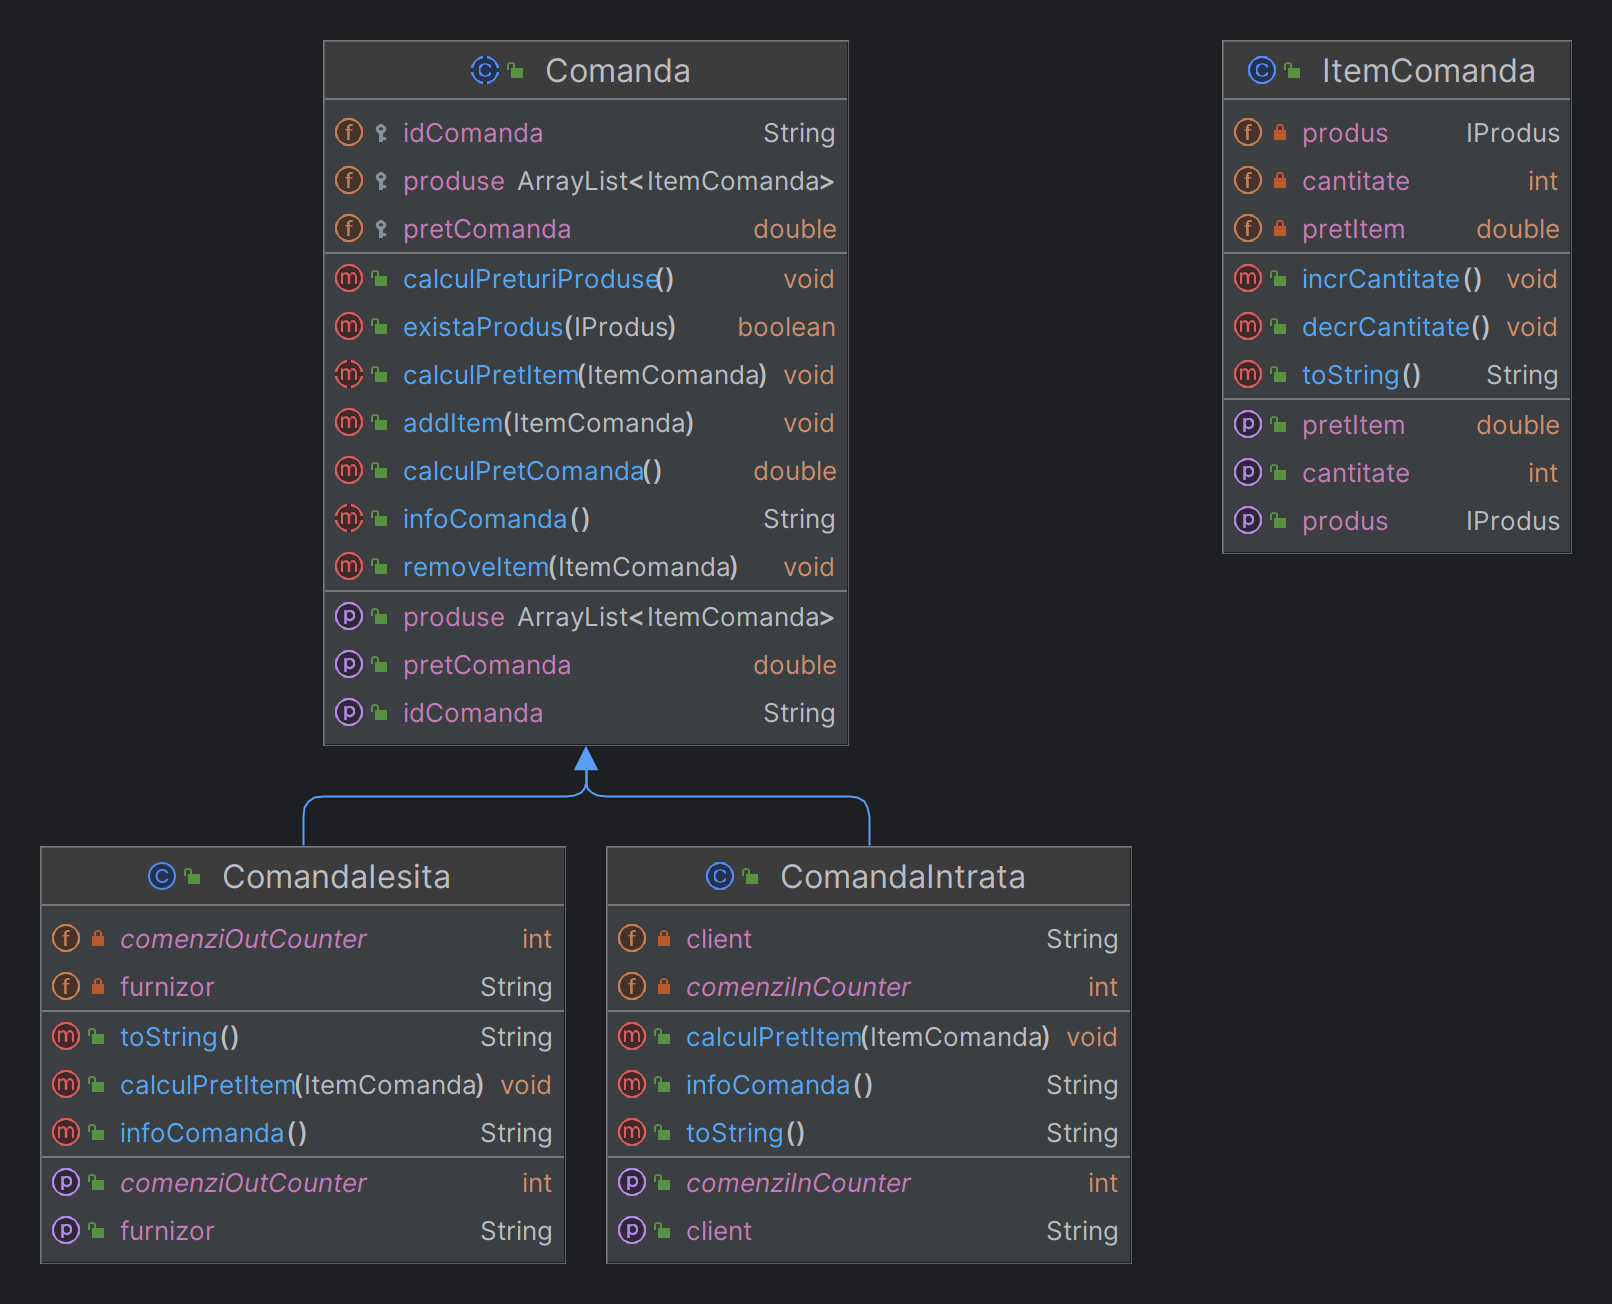 Comanda
idComanda String
produse ArrayList<ItemComanda>
pretComanda double
calculPreturiProduse() void
existaProdus(IProdus) boolean
calculPretItem(ItemComanda) void
addItem(ItemComanda) void
calculPretComanda() double
infoComanda() String
removeItem(ItemComanda) void
produse ArrayList<ItemComanda>
pretComanda double
idComanda String
ItemComanda
produs IProdus
cantitate int
pretItem double
incrCantitate() void
decrCantitate() void
toString() String
pretItem double
cantitate int
produs IProdus
ComandaIesita
comenziOutCounter int
furnizor String
toString() String
calculPretItem(ItemComanda) void
infoComanda() String
comenziOutCounter int
furnizor String
ComandaIntrata
client String
comenziInCounter int
calculPretItem(ItemComanda) void
infoComanda() String
toString() String
comenziInCounter int
client String